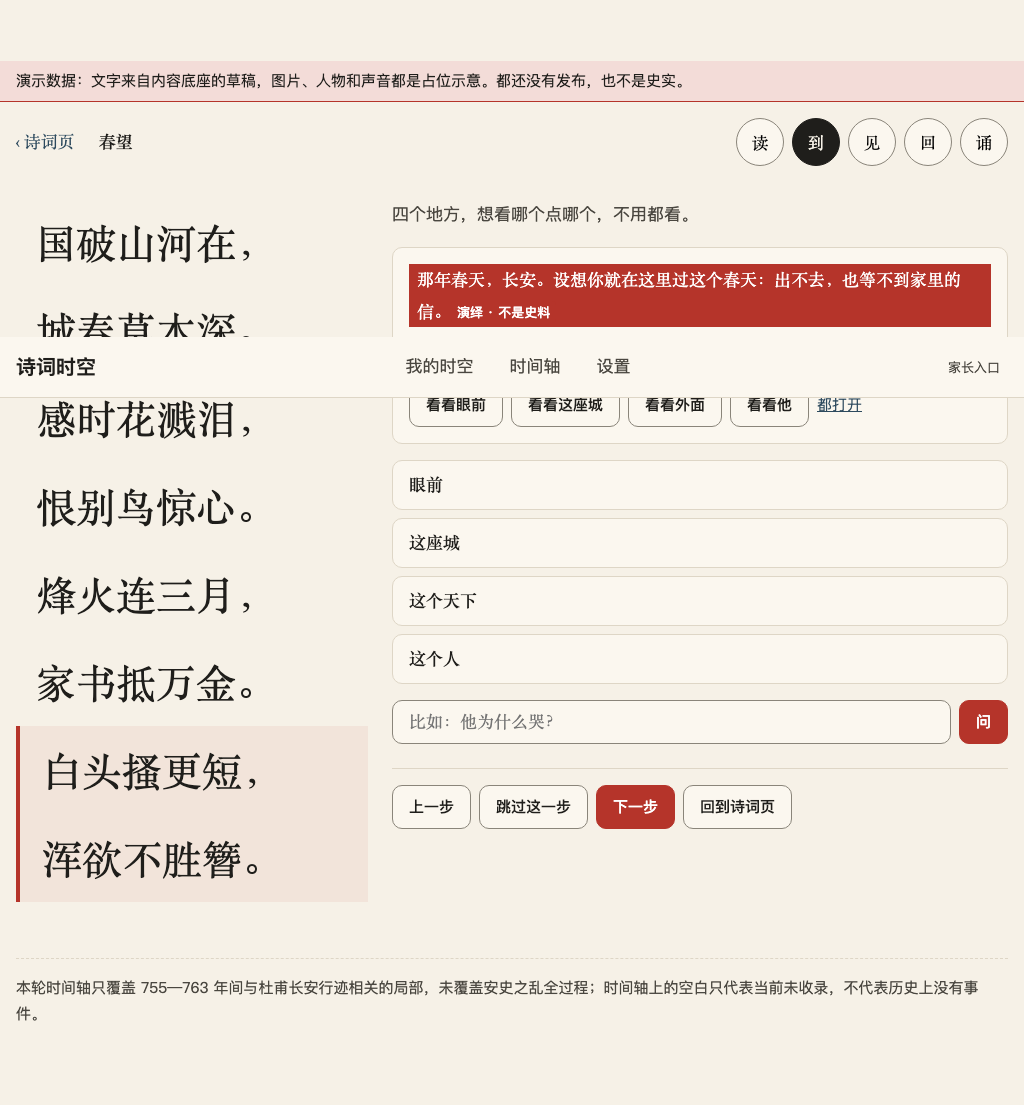 演示数据：文字来自内容底座的草稿，图片、人物和声音都是占位示意。都还没有发布，也不是史实。
‹ 诗词页 春望
读 到 见 回 诵
国破山河在，
城春草木深。
感时花溅泪，
恨别鸟惊心。
烽火连三月，
家书抵万金。
白头搔更短，
浑欲不胜簪。
四个地方，想看哪个点哪个，不用都看。
那年春天，长安。设想你就在这里过这个春天：出不去，也等不到家里的
信。 演绎 · 不是史料
诗词时空 我的时空 时间轴 设置 家长入口
看看眼前 看看这座城 看看外面 看看他 都打开
眼前
这座城
这个天下
这个人
比如：他为什么哭？ 问
上一步 跳过这一步 下一步 回到诗词页
本轮时间轴只覆盖 755—763 年间与杜甫长安行迹相关的局部，未覆盖安史之乱全过程；时间轴上的空白只代表当前未收录，不代表历史上没有事
件。